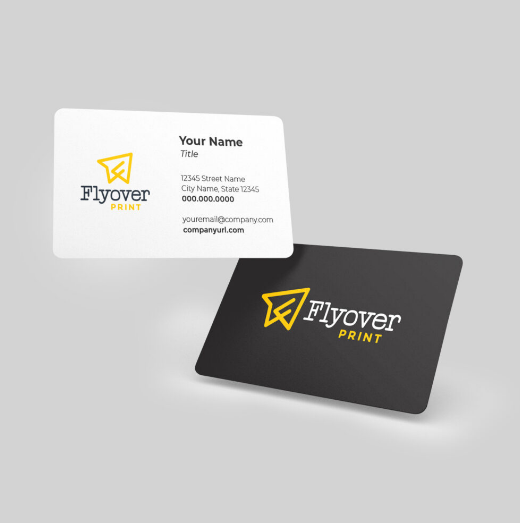 Your Name
Title
12345 Street Name
City Name, State 12345
000.000.0000
youremail@company.com
companyurl.com
Flyover
PRINT
Flyover
PRINT